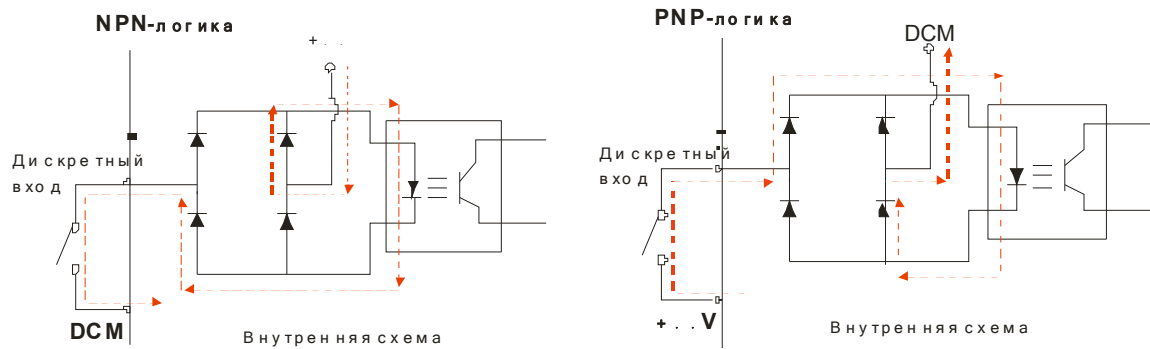 NPN-логика
+ . . .
Дискретный
вход
DCM
Внутренняя схема
PNP-логика
DCM
Дискретный
вход
+ . . V
Внутренняя схема